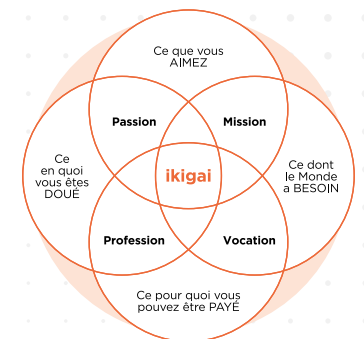 Ce que vous
AIMEZ
Passion
Mission
Ce
en quoi
vous êtes
DOUÉ
ikigai
Ce dont
le Monde
a BESOIN
Profession
Vocation
Ce pour quoi vous
pouvez être PAYÉ